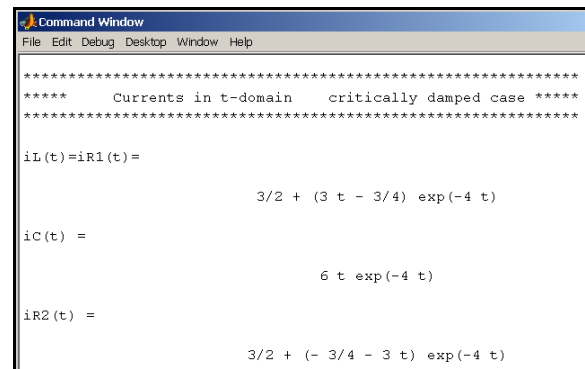 Command Window
File Edit Debug Desktop Window Help
**************************************************************
***** Currents in t-domain critically damped case *****
**************************************************************
iL(t)=iR1(t)=
3/2 + (3 t - 3/4) exp(-4 t)
iC(t) =
6 t exp(-4 t)
iR2(t) =
3/2 + (- 3/4 - 3 t) exp(-4 t)